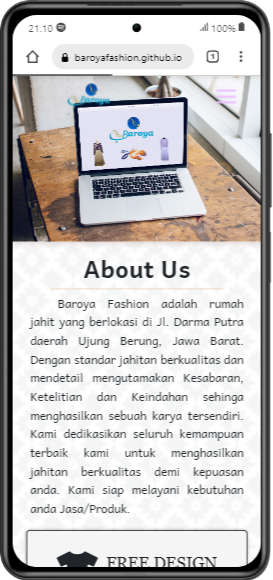 21.10
100%
baroyafashion.github.io
1
Baroya
Baroya
About Us
Baroya Fashion adalah rumah
jahit yang berlokasi di Jl. Darma Putra
daerah Ujung Berung, Jawa Barat.
Dengan standar jahitan berkualitas dan
mendetail mengutamakan Kesabaran,
Ketelitian dan Keindahan sehinga
menghasilkan sebuah karya tersendiri.
Kami dedikasikan seluruh kemampuan
terbaik kami untuk menghasilkan
jahitan berkualitas demi kepuasan
anda. Kami siap melayani kebutuhan
anda Jasa/Produk.
FREE DESIGN